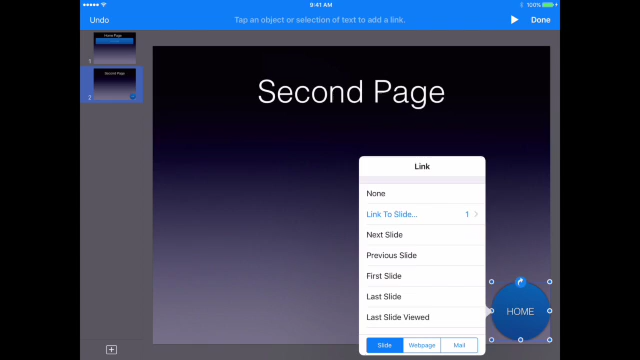 9:41 AM
100%
Undo
Tap an object or selection of text to add a link.
Done
Home Page
1
Second Page
2
Second Page
Link
None
Link To Slide... 1
Next Slide
Previous Slide
First Slide
Last Slide
Last Slide Viewed
Slide Webpage Mail
HOME